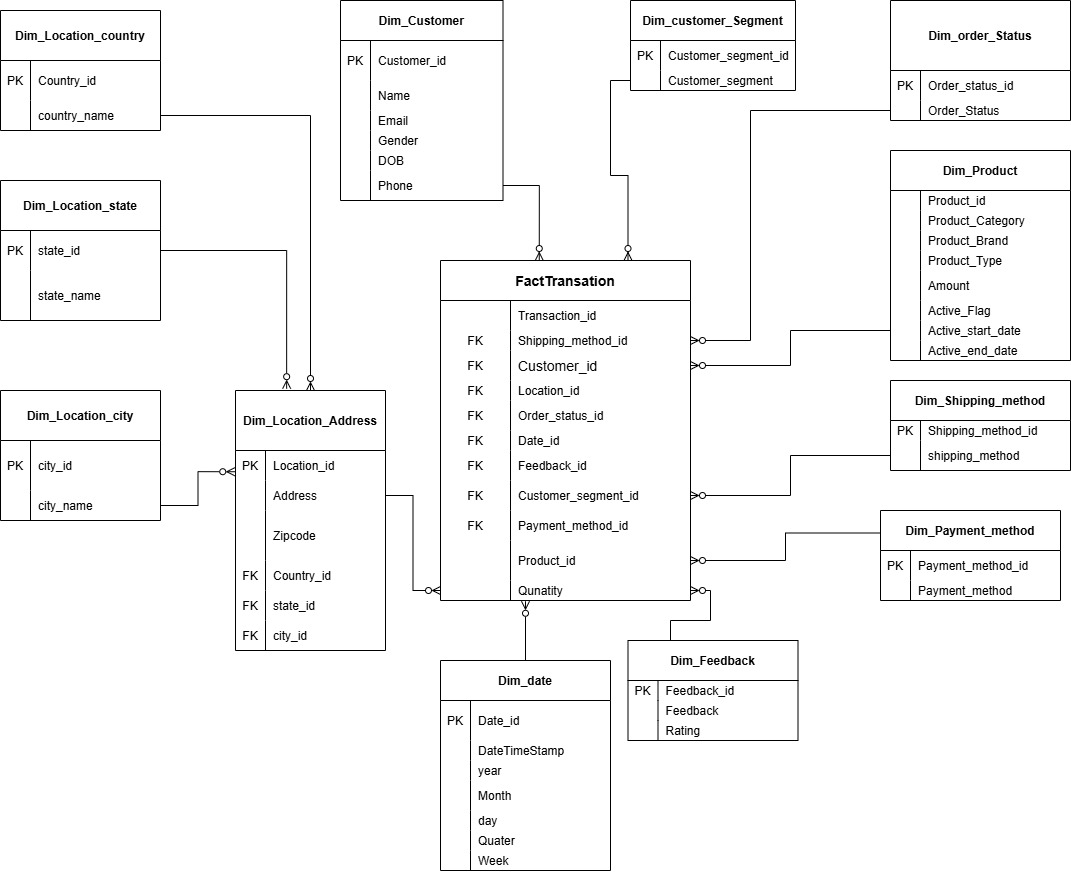 Dim_Location_country
PK Country_id
country_name
Dim_Location_state
PK state_id
state_name
Dim_Location_city
PK city_id
city_name
Dim_Location_Address
PK Location_id
Address
Zipcode
FK Country_id
FK state_id
FK city_id
Dim_Customer
PK Customer_id
Name
Email
Gender
DOB
Phone
Dim_customer_Segment
PK Customer_segment_id
Customer_segment
FactTransation
Transaction_id
FK Shipping_method_id
FK Customer_id
FK Location_id
FK Order_status_id
FK Date_id
FK Feedback_id
FK Customer_segment_id
FK Payment_method_id
Product_id
Qunatity
Dim_date
PK Date_id
DateTimeStamp
year
Month
day
Quater
Week
Dim_order_Status
PK Order_status_id
Order_Status
Dim_Product
Product_id
Product_Category
Product_Brand
Product_Type
Amount
Active_Flag
Active_start_date
Active_end_date
Dim_Shipping_method
PK Shipping_method_id
shipping_method
Dim_Payment_method
PK Payment_method_id
Payment_method
Dim_Feedback
PK Feedback_id
Feedback
Rating